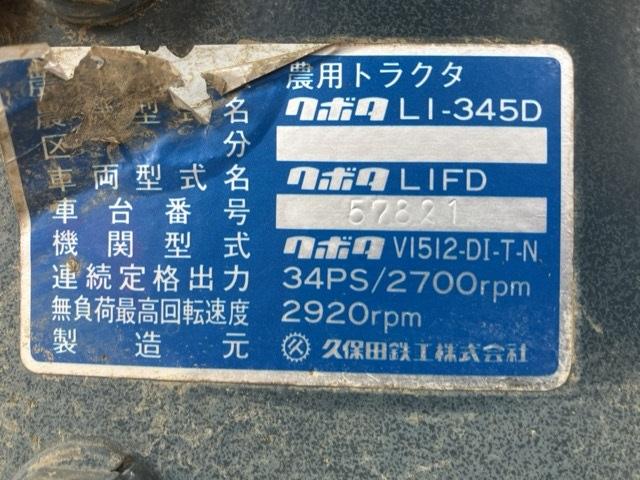 農用トラクタ
型式名 クボタ L1-345D
区 分
車両型式名 クボタ L1FD
車台番号 57821
機関型式 クボタ V1512-DI-T-N
連続定格出力 34PS/2700rpm
無負荷最高回転速度 2920rpm
製造元 久保田鉄工株式会社